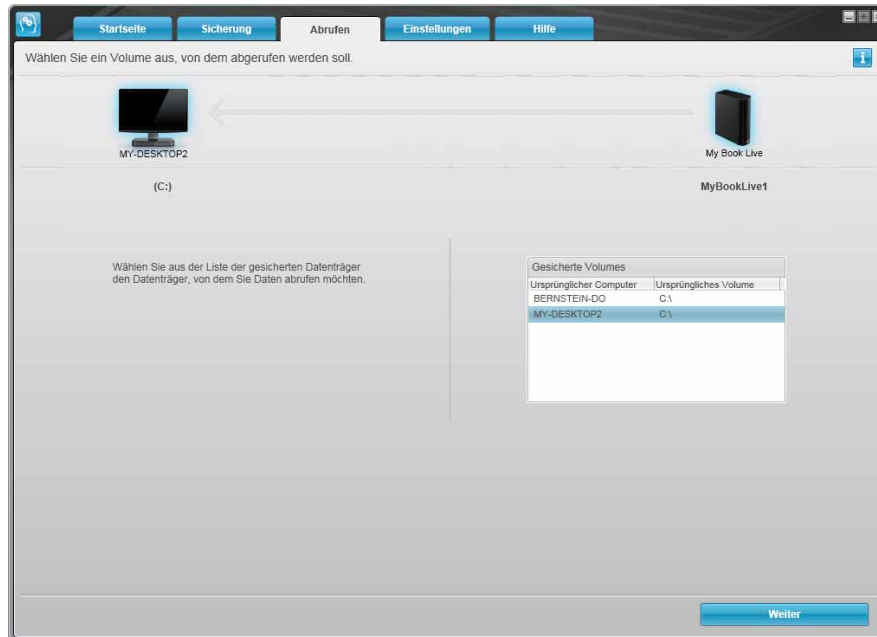 Startseite Sicherung Abrufen Einstellungen Hilfe
Wählen Sie ein Volume aus, von dem abgerufen werden soll.
MY-DESKTOP2
My Book Live
(C:)
MyBookLive1
Wählen Sie aus der Liste der gesicherten Datenträger
den Datenträger, von dem Sie Daten abrufen möchten.
Gesicherte Volumes
Ursprünglicher Computer Ursprüngliches Volume
BERNSTEIN-DO C:\
MY-DESKTOP2 C:\
Weiter